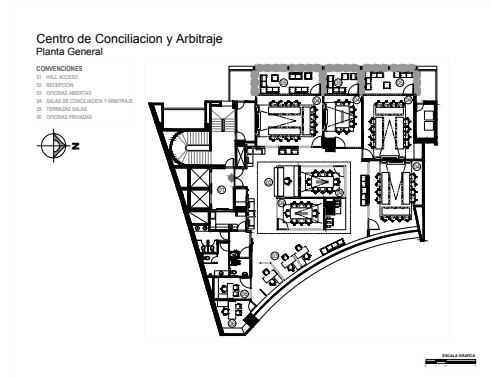 Centro de Conciliacion y Arbitraje
Planta General
CONVENCIONES
01 HALL ACCESO
02 RECEPCION
03 OFICINAS ABIERTAS
04 SALAS DE CONCILIACION Y ARBITRAJE
05 TERRAZAS SALAS
06 OFICINAS PRIVADAS
N
ESCALA GRAFICA